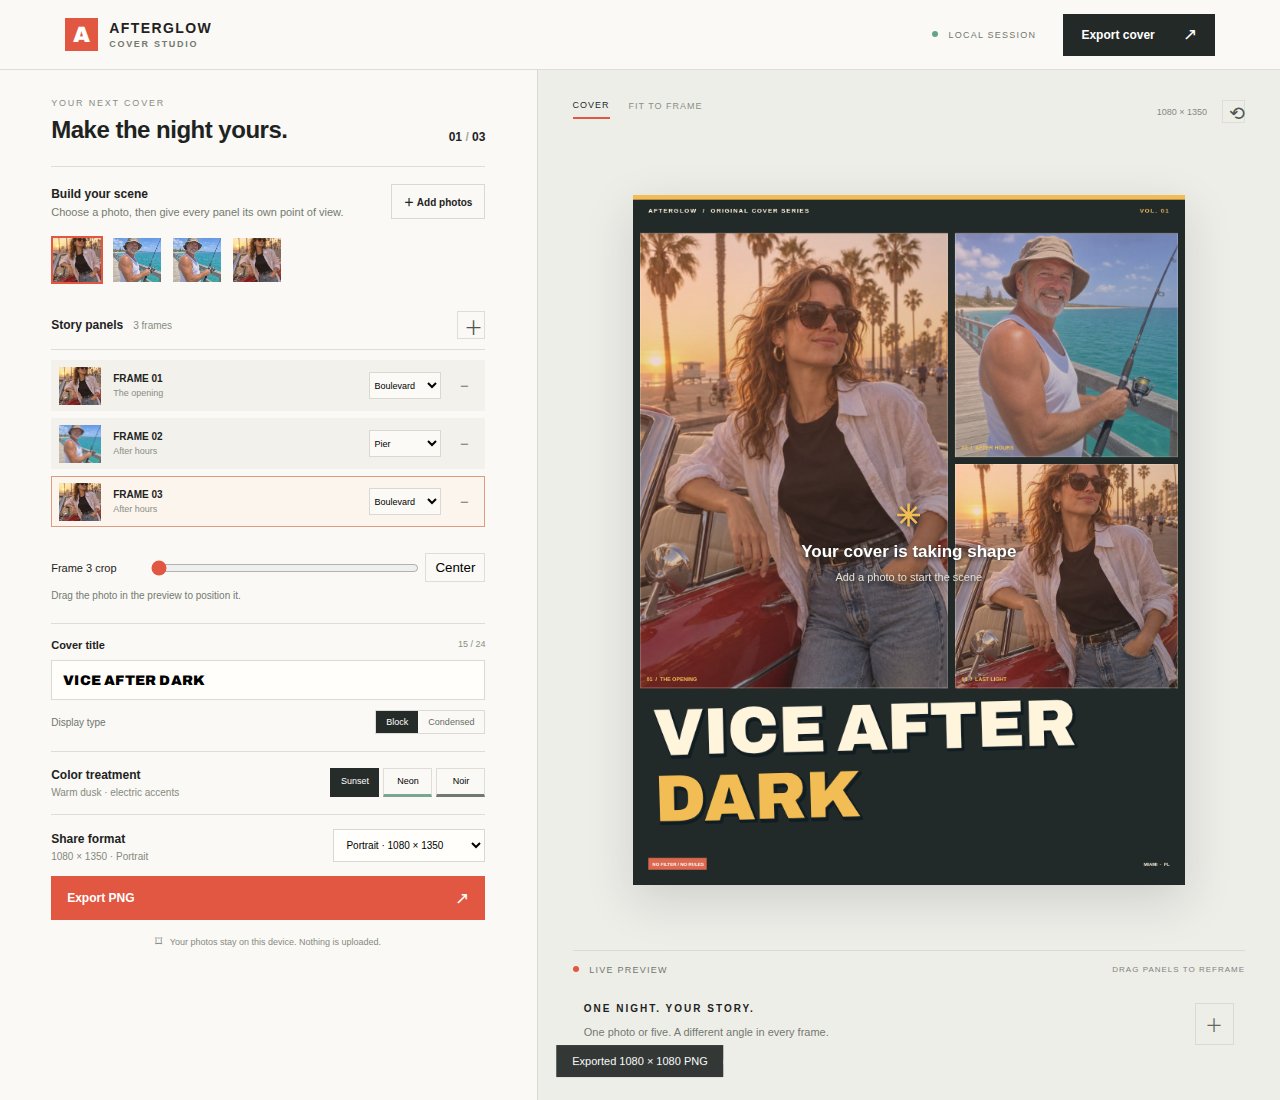 A
AFTERGLOW
COVER STUDIO
LOCAL SESSION
Export cover ↗
YOUR NEXT COVER
Make the night yours.
01 / 03
Build your scene
Choose a photo, then give every panel its own point of view.
+ Add photos
Story panels 3 frames
+
FRAME 01
The opening
Boulevard
−
FRAME 02
After hours
Pier
−
FRAME 03
After hours
Boulevard
−
Frame 3 crop
Center
Drag the photo in the preview to position it.
Cover title
15 / 24
VICE AFTER DARK
Display type
Block
Condensed
Color treatment
Warm dusk · electric accents
Sunset
Neon
Noir
Share format
1080 × 1350 · Portrait
Portrait · 1080 × 1350
Export PNG ↗
Your photos stay on this device. Nothing is uploaded.
COVER
FIT TO FRAME
1080 × 1350
AFTERGLOW / ORIGINAL COVER SERIES
VOL. 01
AFTER HOURS
Your cover is taking shape
Add a photo to start the scene
01 / THE OPENING
/ LAST LIGHT
VICE AFTER
DARK
NO FILTER / NO RULES
MIAMI · FL
LIVE PREVIEW
DRAG PANELS TO REFRAME
ONE NIGHT. YOUR STORY.
One photo or five. A different angle in every frame.
+
Exported 1080 × 1080 PNG